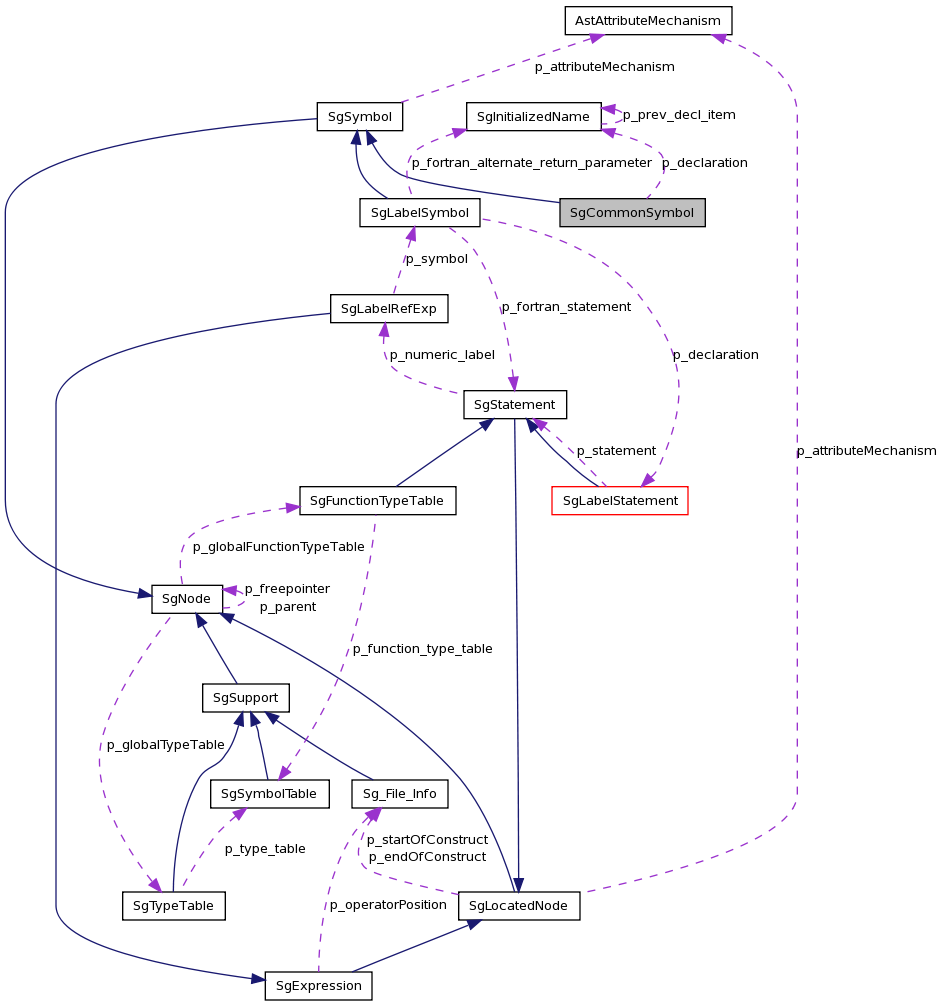 AstAttributeMechanism
p_attributeMechanism
SgSymbol
SgInitializedName
p_prev_decl_item
p_fortran_alternate_return_parameter
p_declaration
SgLabelSymbol
SgCommonSymbol
p_symbol
SgLabelRefExp
p_fortran_statement
p_numeric_label
p_declaration
SgStatement
p_statement
p_attributeMechanism
SgFunctionTypeTable
SgLabelStatement
p_globalFunctionTypeTable
SgNode
p_freepointer
p_parent
p_function_type_table
SgSupport
p_globalTypeTable
SgSymbolTable
Sg_File_Info
p_type_table
p_startOfConstruct
p_endOfConstruct
SgTypeTable
p_operatorPosition
SgLocatedNode
SgExpression